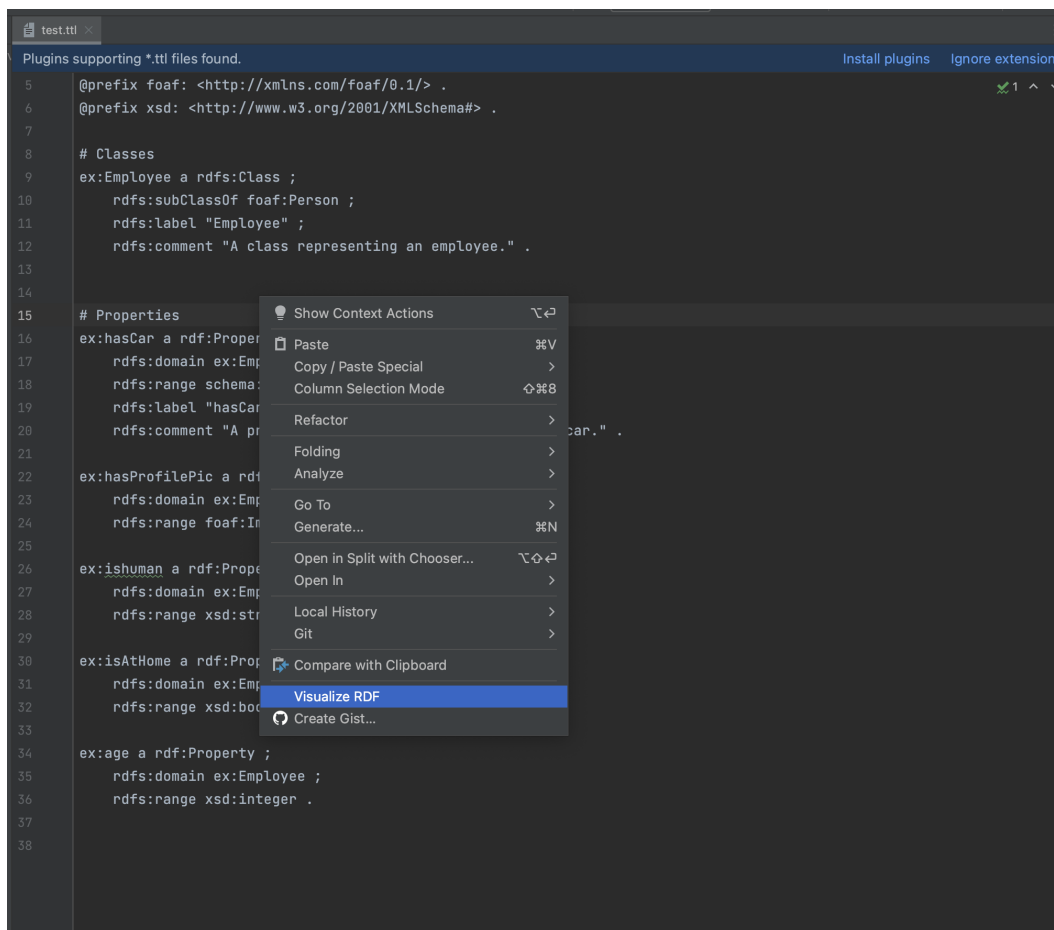 test.ttl
Plugins supporting *.ttl files found. Install plugins Ignore extension
5 @prefix foaf: <http://xmlns.com/foaf/0.1/> .
1
6 @prefix xsd: <http://www.w3.org/2001/XMLSchema#> .
7
8 # Classes
9 ex:Employee a rdfs:Class ;
10 rdfs:subClassOf foaf:Person ;
11 rdfs:label "Employee" ;
12 rdfs:comment "A class representing an employee." .
13
14
15 # Properties
16 ex:hasCar a rdf:Proper
17 rdfs:domain ex:Emp
18 rdfs:range schema:
19 rdfs:label "hasCar
20 rdfs:comment "A pr car." .
21
22 ex:hasProfilePic a rdf
23 rdfs:domain ex:Emp
24 rdfs:range foaf:Im
25
26 ex:ishuman a rdf:Prope
27 rdfs:domain ex:Emp
28 rdfs:range xsd:str
29
30 ex:isAtHome a rdf:Prop
31 rdfs:domain ex:Emp
32 rdfs:range xsd:boo
33
34 ex:age a rdf:Property ;
35 rdfs:domain ex:Employee ;
36 rdfs:range xsd:integer .
37
38
Show Context Actions ⌥⏎
Paste ⌘V
Copy / Paste Special
Column Selection Mode ⇧⌘8
Refactor
Folding
Analyze
Go To
Generate... ⌘N
Open in Split with Chooser... ⌥⇧⏎
Open In
Local History
Git
Compare with Clipboard
Visualize RDF
Create Gist...